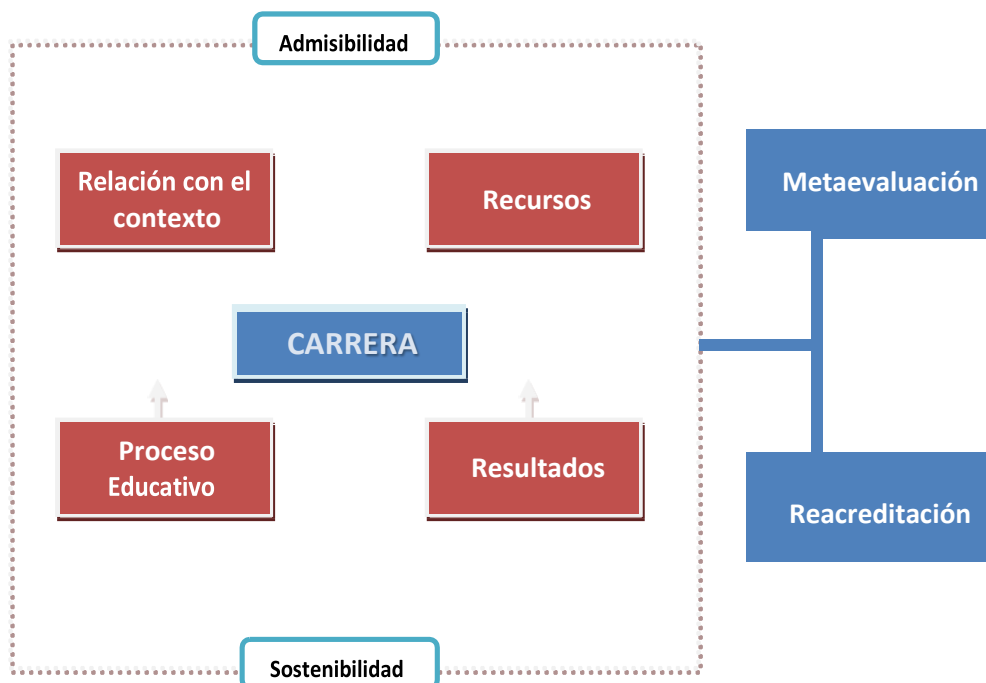 Admisibilidad
Relación con el
contexto
Recursos
Metaevaluación
CARRERA
Proceso
Educativo
Resultados
Reacreditación
Sostenibilidad